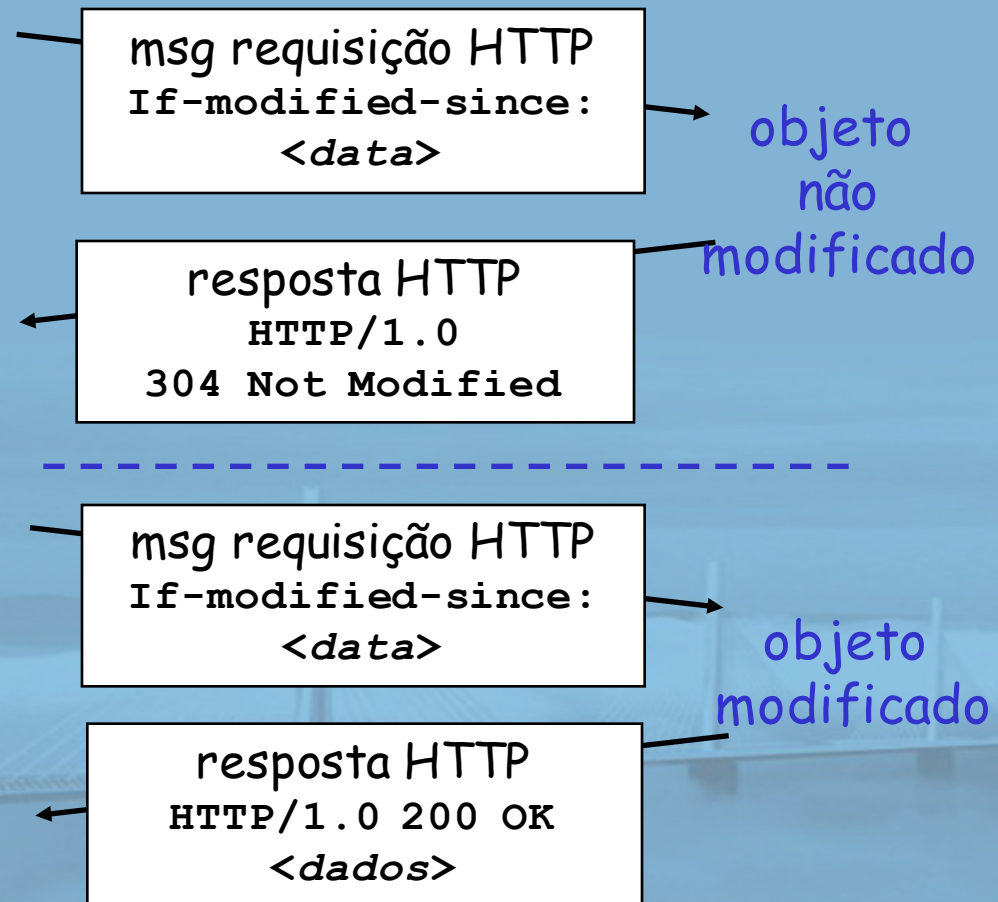 msg requisição HTTP
If-modified-since:
<data>
objeto
não
modificado
resposta HTTP
HTTP/1.0
304 Not Modified
msg requisição HTTP
If-modified-since:
<data>
objeto
modificado
resposta HTTP
HTTP/1.0 200 OK
<dados>